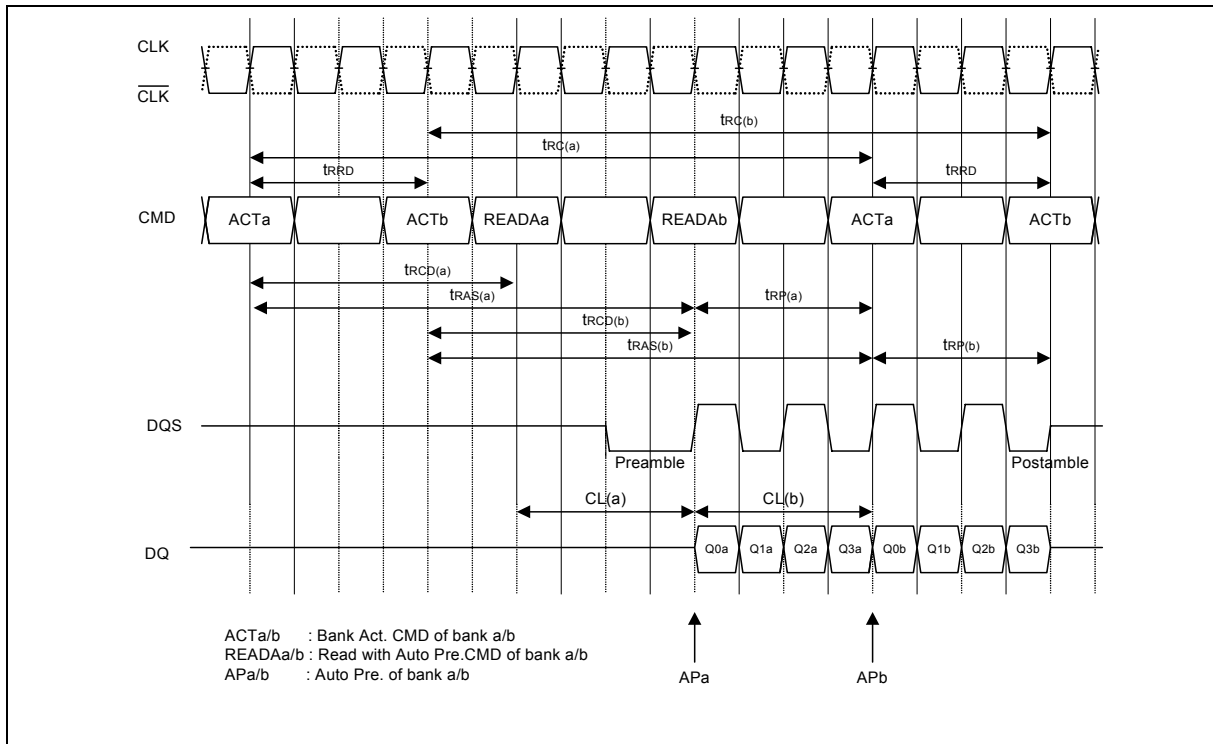 CLK
CLK
tRC(b)
tRC(a)
tRRD tRRD
CMD ACTa ACTb READAa READAb ACTa ACTb
tRCD(a)
tRAS(a) tRP(a)
tRCD(b)
tRAS(b) tRP(b)
DQS
Preamble Postamble
CL(a) CL(b)
DQ Q0a Q1a Q2a Q3a Q0b Q1b Q2b Q3b
ACTa/b : Bank Act. CMD of bank a/b
READAa/b : Read with Auto Pre.CMD of bank a/b
APa/b : Auto Pre. of bank a/b
APa APb